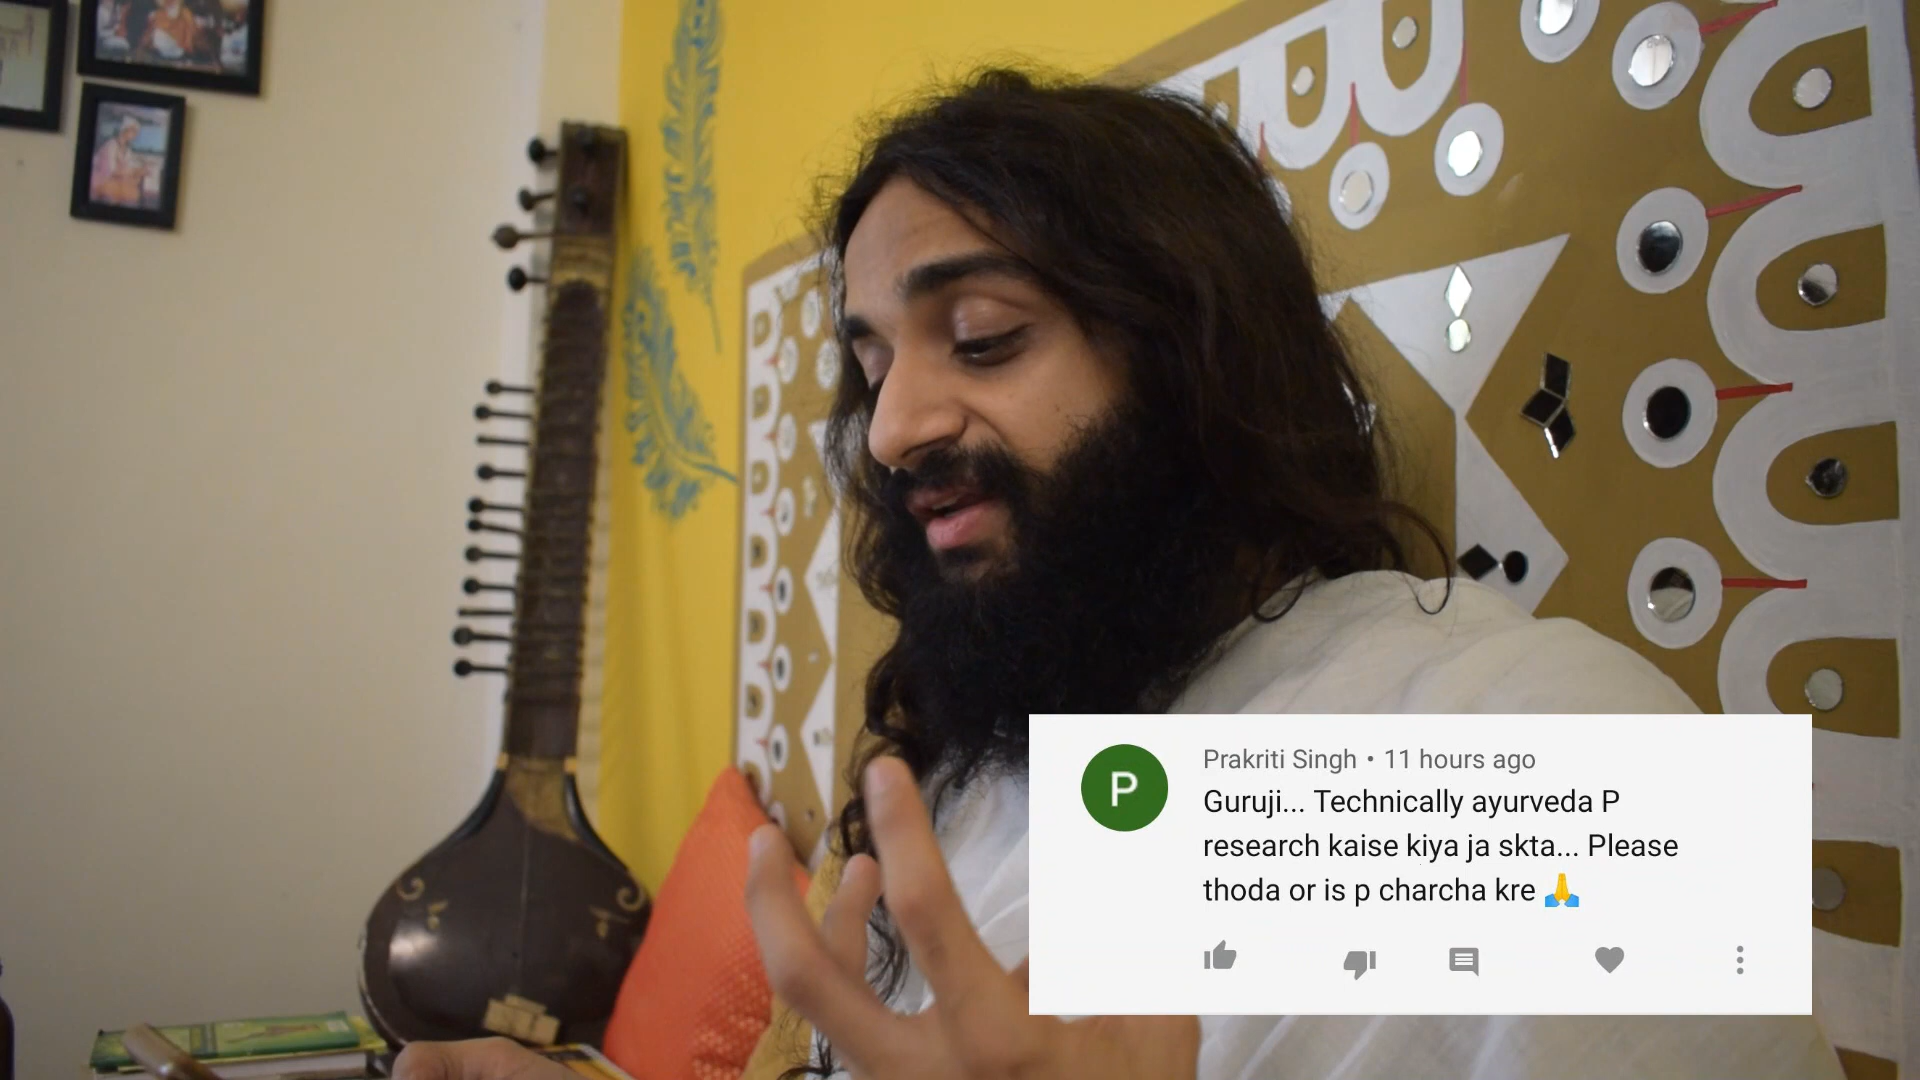 P
Prakriti Singh • 11 hours ago
Guruji... Technically ayurveda P
research kaise kiya ja skta... Please
thoda or is p charcha kre 🙏